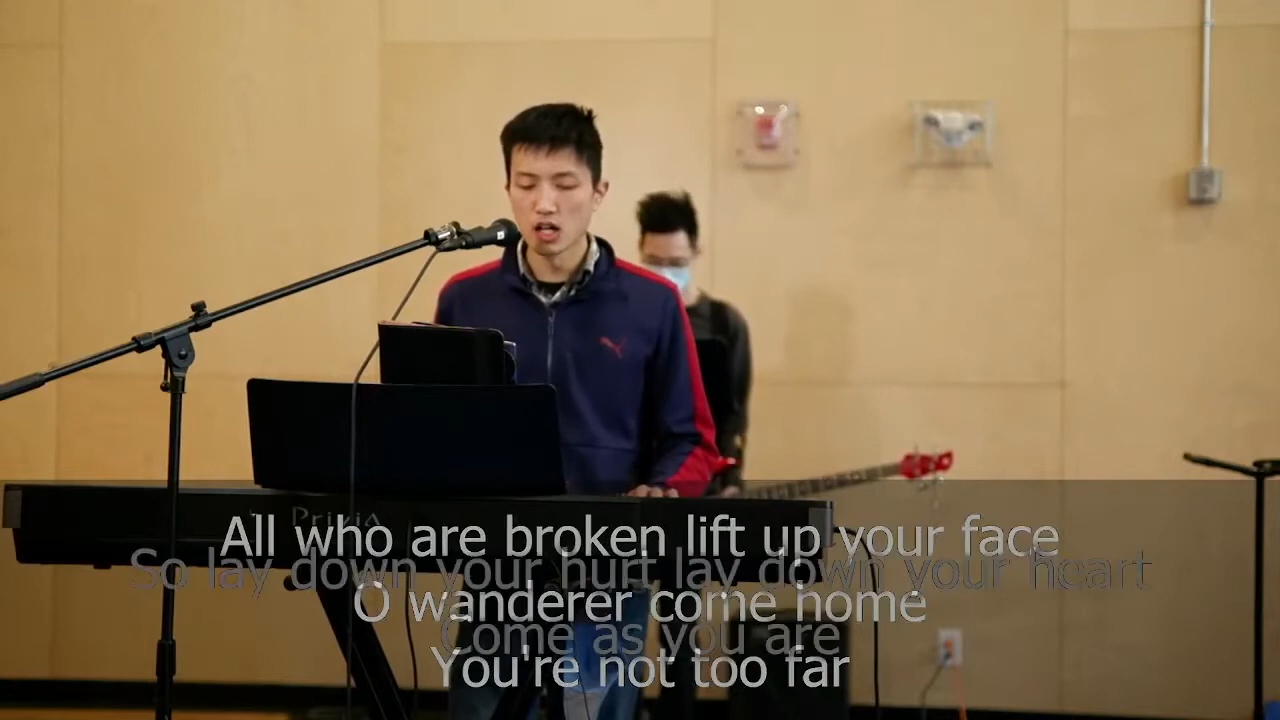 Privia
All who are broken lift up your face
So lay down your hurt lay down your heart
O wanderer come home
Come as you are
You're not too far